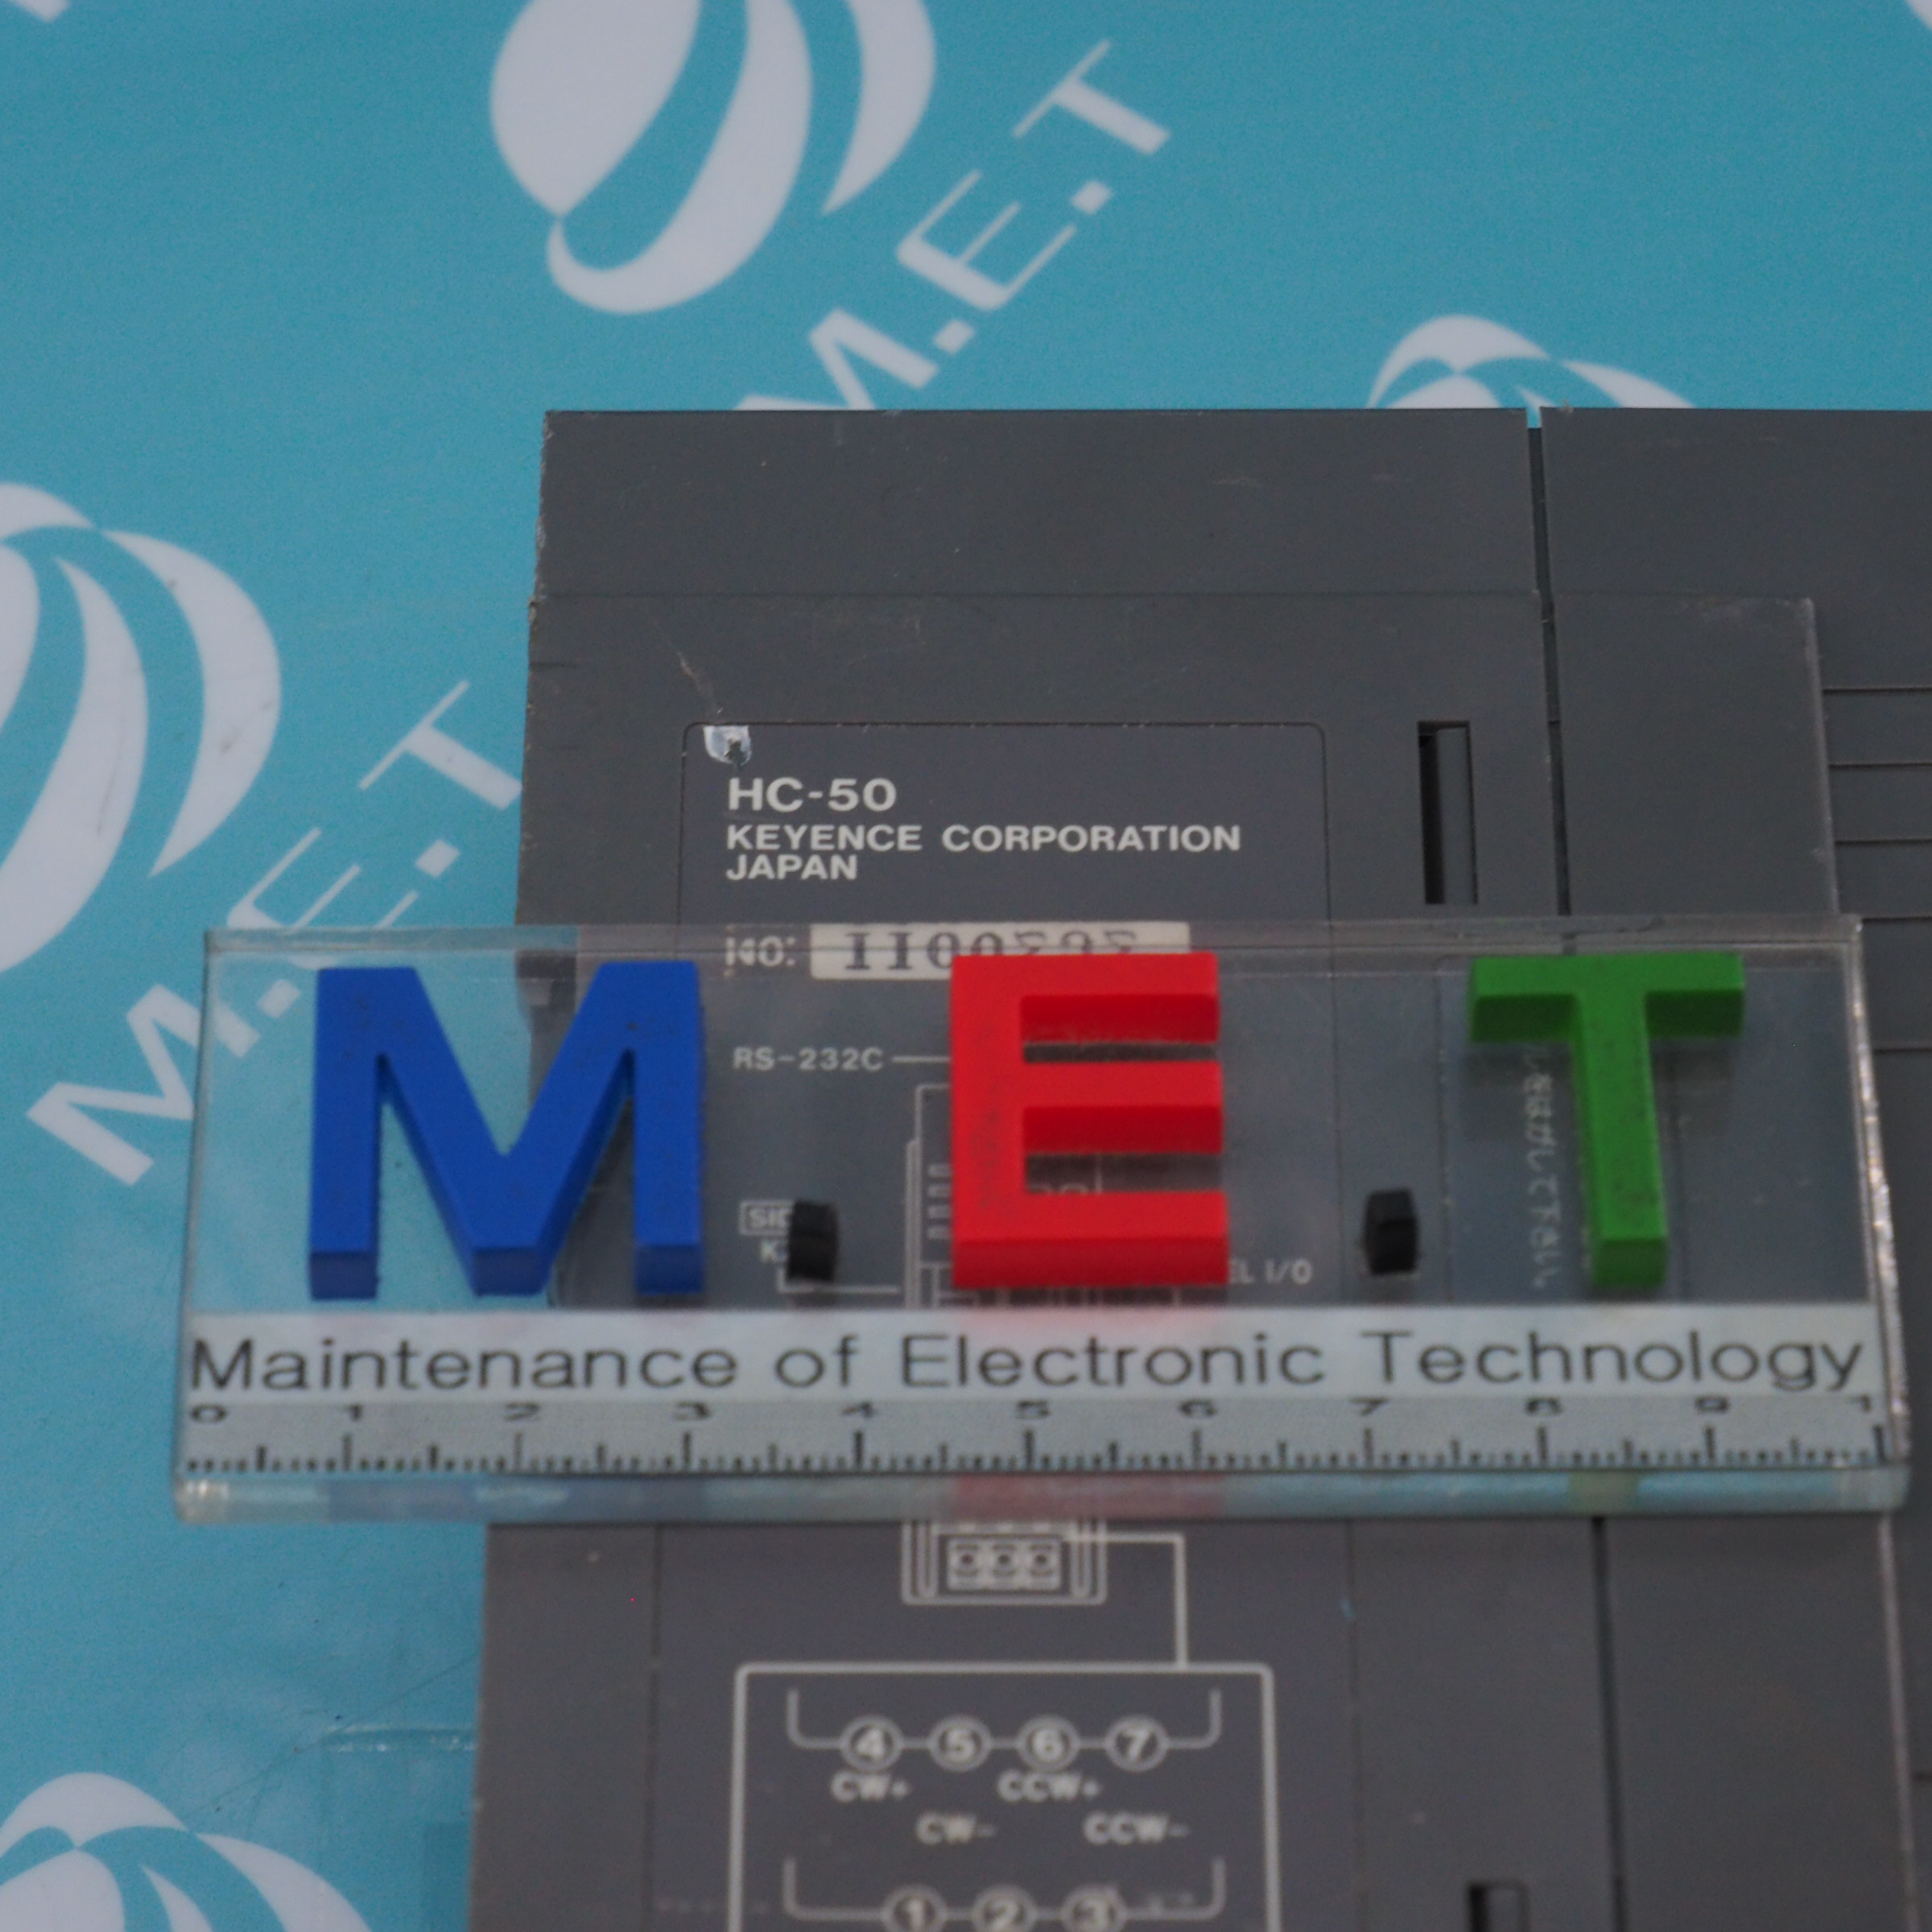 M.E.T
M.E.T
HC-50
KEYENCE CORPORATION
JAPAN
NO:
RS-232C
M.E.T
I/O
Maintenance of Electronic Technology
0 1 2 3 4 5 6 7 8 9 1
4 5 6 7
CW+ CCW+
CW- CCW-
1 2 3